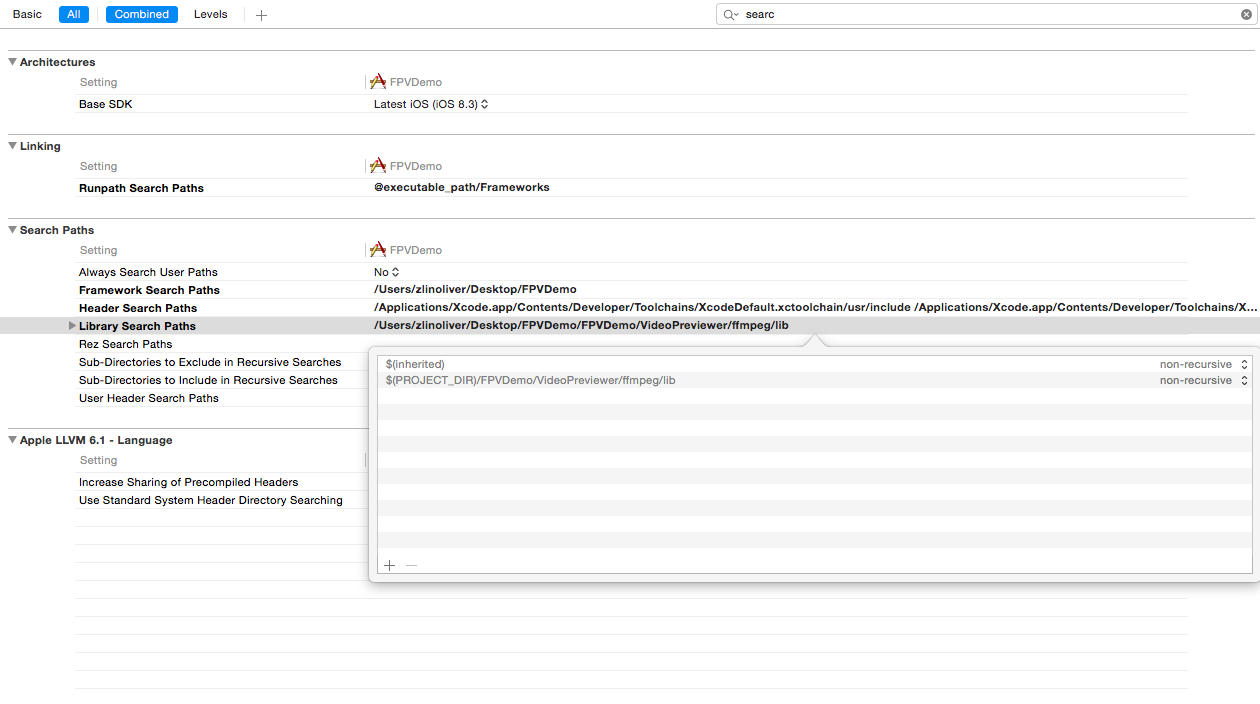 Basic All Combined Levels + searc
Architectures
Setting FPVDemo
Base SDK Latest iOS (iOS 8.3)
Linking
Setting FPVDemo
Runpath Search Paths @executable_path/Frameworks
Search Paths
Setting FPVDemo
Always Search User Paths No
Framework Search Paths /Users/zlinoliver/Desktop/FPVDemo
Header Search Paths /Applications/Xcode.app/Contents/Developer/Toolchains/XcodeDefault.xctoolchain/usr/include /Applications/Xcode.app/Contents/Developer/Toolchains/X...
Library Search Paths /Users/zlinoliver/Desktop/FPVDemo/FPVDemo/VideoPreviewer/ffmpeg/lib
Rez Search Paths
Sub-Directories to Exclude in Recursive Searches
Sub-Directories to Include in Recursive Searches
User Header Search Paths
$(inherited) non-recursive
$(PROJECT_DIR)/FPVDemo/VideoPreviewer/ffmpeg/lib non-recursive
+ —
Apple LLVM 6.1 - Language
Setting
Increase Sharing of Precompiled Headers
Use Standard System Header Directory Searching